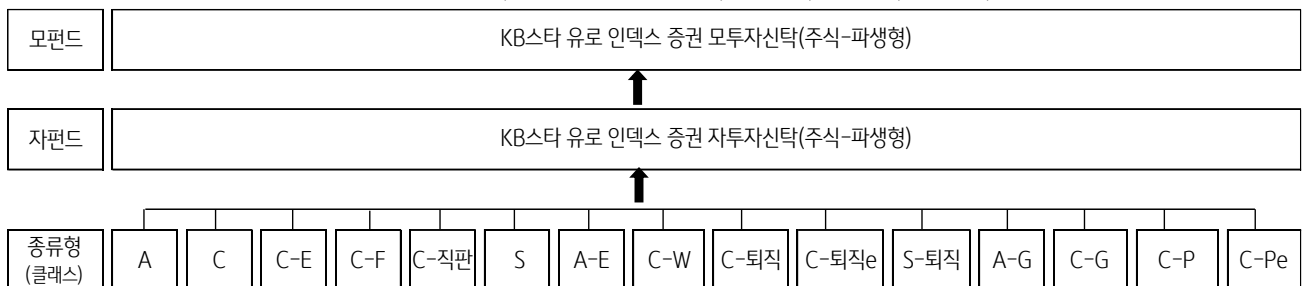 모펀드
KB스타 유로 인덱스 증권 모투자신탁(주식-파생형)
자펀드
KB스타 유로 인덱스 증권 자투자신탁(주식-파생형)
종류형
(클래스)
A
C
C-E
C-F
C-직판
S
A-E
C-W
C-퇴직
C-퇴직e
S-퇴직
A-G
C-G
C-P
C-Pe